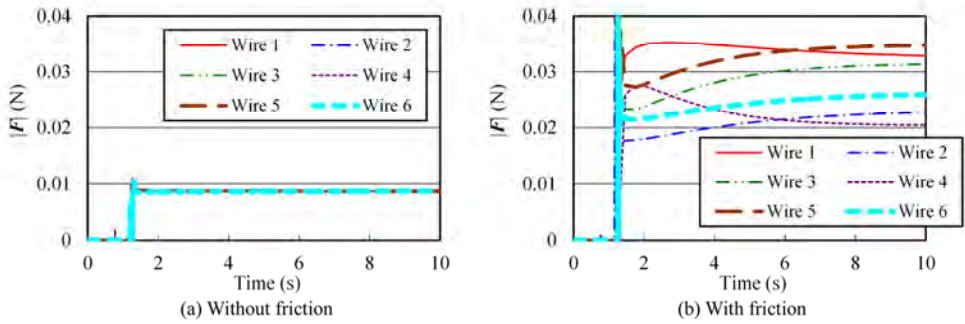 0.04
0.03
0.02
0.01
0
|F| (N)
Wire 1 Wire 2
Wire 3 Wire 4
Wire 5 Wire 6
0 2 4 6 8 10
Time (s)
(a) Without friction
0.04
0.03
0.02
0.01
0
|F| (N)
Wire 1 Wire 2
Wire 3 Wire 4
Wire 5 Wire 6
0 2 4 6 8 10
Time (s)
(b) With friction